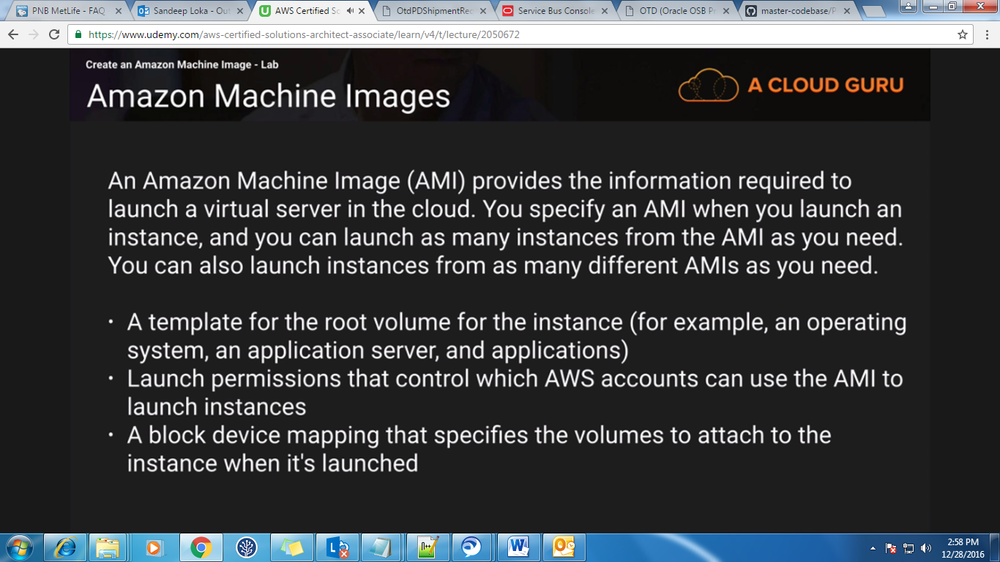 PNB MetLife - FAQ
Sandeep Loka - Out
AWS Certified So
OtdPDShipmentRe
Service Bus Console
OTD (Oracle OSB Pr
master-codebase/P
https://www.udemy.com/aws-certified-solutions-architect-associate/learn/v4/t/lecture/2050672
Create an Amazon Machine Image - Lab
Amazon Machine Images
A CLOUD GURU
An Amazon Machine Image (AMI) provides the information required to
launch a virtual server in the cloud. You specify an AMI when you launch an
instance, and you can launch as many instances from the AMI as you need.
You can also launch instances from as many different AMIs as you need.
• A template for the root volume for the instance (for example, an operating
system, an application server, and applications)
• Launch permissions that control which AWS accounts can use the AMI to
launch instances
• A block device mapping that specifies the volumes to attach to the
instance when it's launched
2:58 PM
12/28/2016